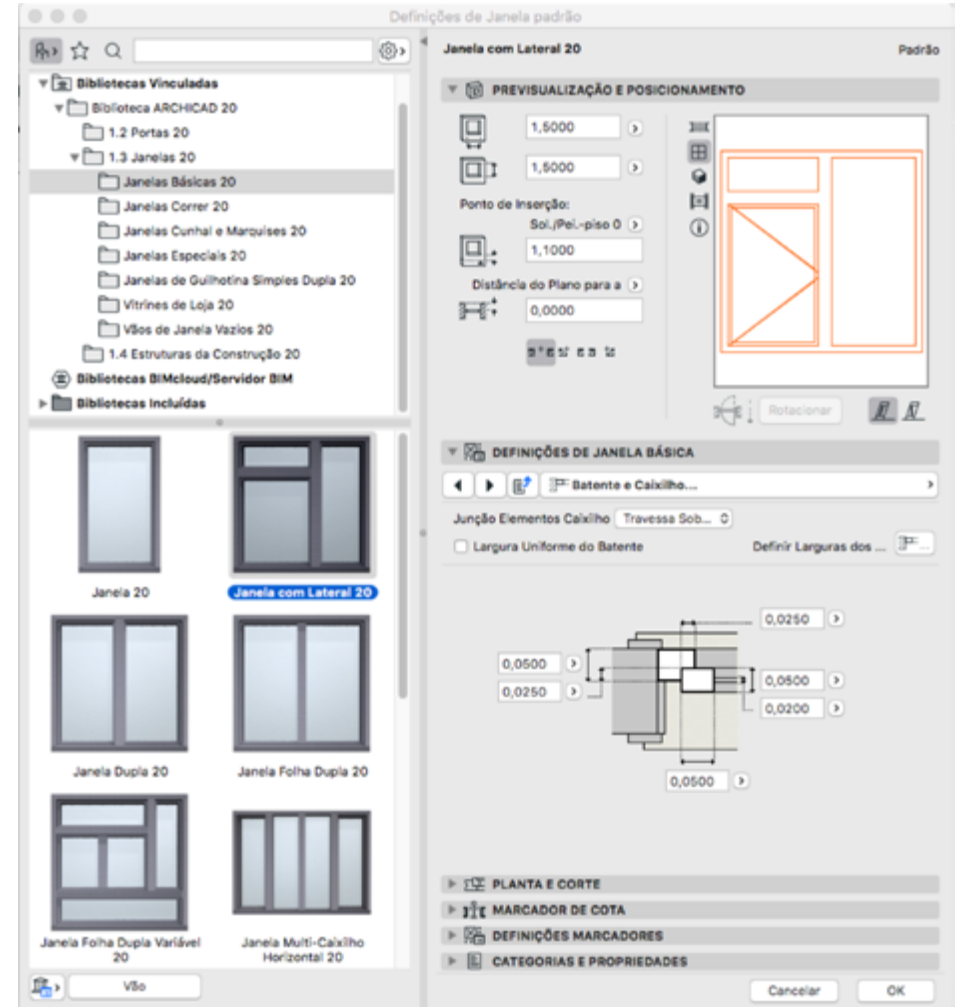 Definições de Janela padrão
Bibliotecas Vinculadas
Biblioteca ARCHICAD 20
1.2 Portas 20
1.3 Janelas 20
Janelas Básicas 20
Janelas Correr 20
Janelas Cunhal e Marquises 20
Janelas Especiais 20
Janelas de Guilhotina Simples Dupla 20
Vitrines de Loja 20
Vãos de Janela Vazios 20
1.4 Estruturas da Construção 20
Bibliotecas BIMcloud/Servidor BIM
Bibliotecas Incluídas
Janela 20
Janela com Lateral 20
Janela Dupla 20
Janela Folha Dupla 20
Janela Folha Dupla Variável
20
Janela Multi-Caixilho
Horizontal 20
Vão
Janela com Lateral 20
Padrão
PREVISUALIZAÇÃO E POSICIONAMENTO
1,5000
1,5000
Ponto de Inserção:
Sol./Pei.-piso 0
1,1000
Distância do Plano para a
0,0000
Rotacionar
DEFINIÇÕES DE JANELA BÁSICA
Batente e Caixilho...
Junção Elementos Caixilho Travessa Sob...
Largura Uniforme do Batente
Definir Larguras dos ...
0,0250
0,0500
0,0250
0,0500
0,0200
0,0500
PLANTA E CORTE
MARCADOR DE COTA
DEFINIÇÕES MARCADORES
CATEGORIAS E PROPRIEDADES
Cancelar
OK